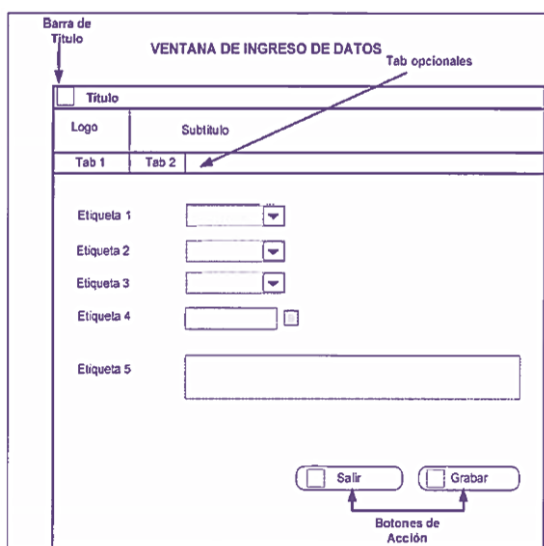 Barra de
Título
VENTANA DE INGRESO DE DATOS
Tab opcionales
Título
Logo
Subtítulo
Tab 1
Tab 2
Etiqueta 1
Etiqueta 2
Etiqueta 3
Etiqueta 4
Etiqueta 5
Salir
Grabar
Botones de
Acción